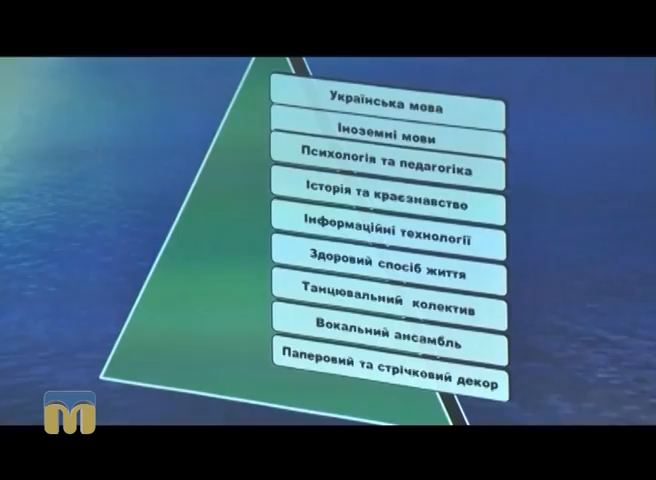 Українська мова
Іноземні мови
Психологія та педагогіка
Історія та краєзнавство
Інформаційні технології
Здоровий спосіб життя
Танцювальний колектив
Вокальний ансамбль
Паперовий та стрічковий декор